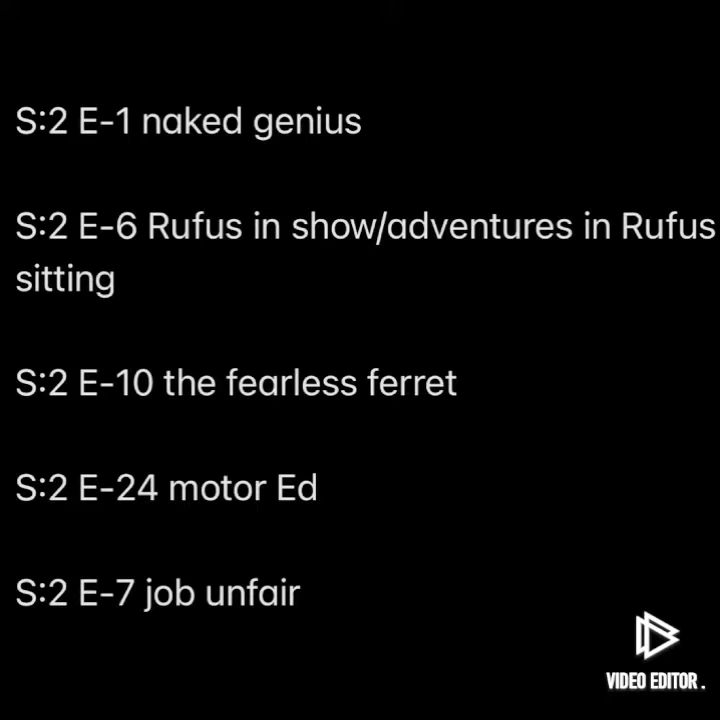 S:2 E-1 naked genius
S:2 E-6 Rufus in show/adventures in Rufus
sitting
S:2 E-10 the fearless ferret
S:2 E-24 motor Ed
S:2 E-7 job unfair
VIDEO EDITOR .